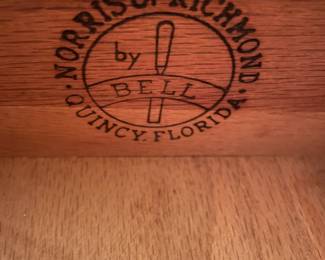 NORRIS OF RICHMOND
by
BELL
QUINCY, FLORIDA